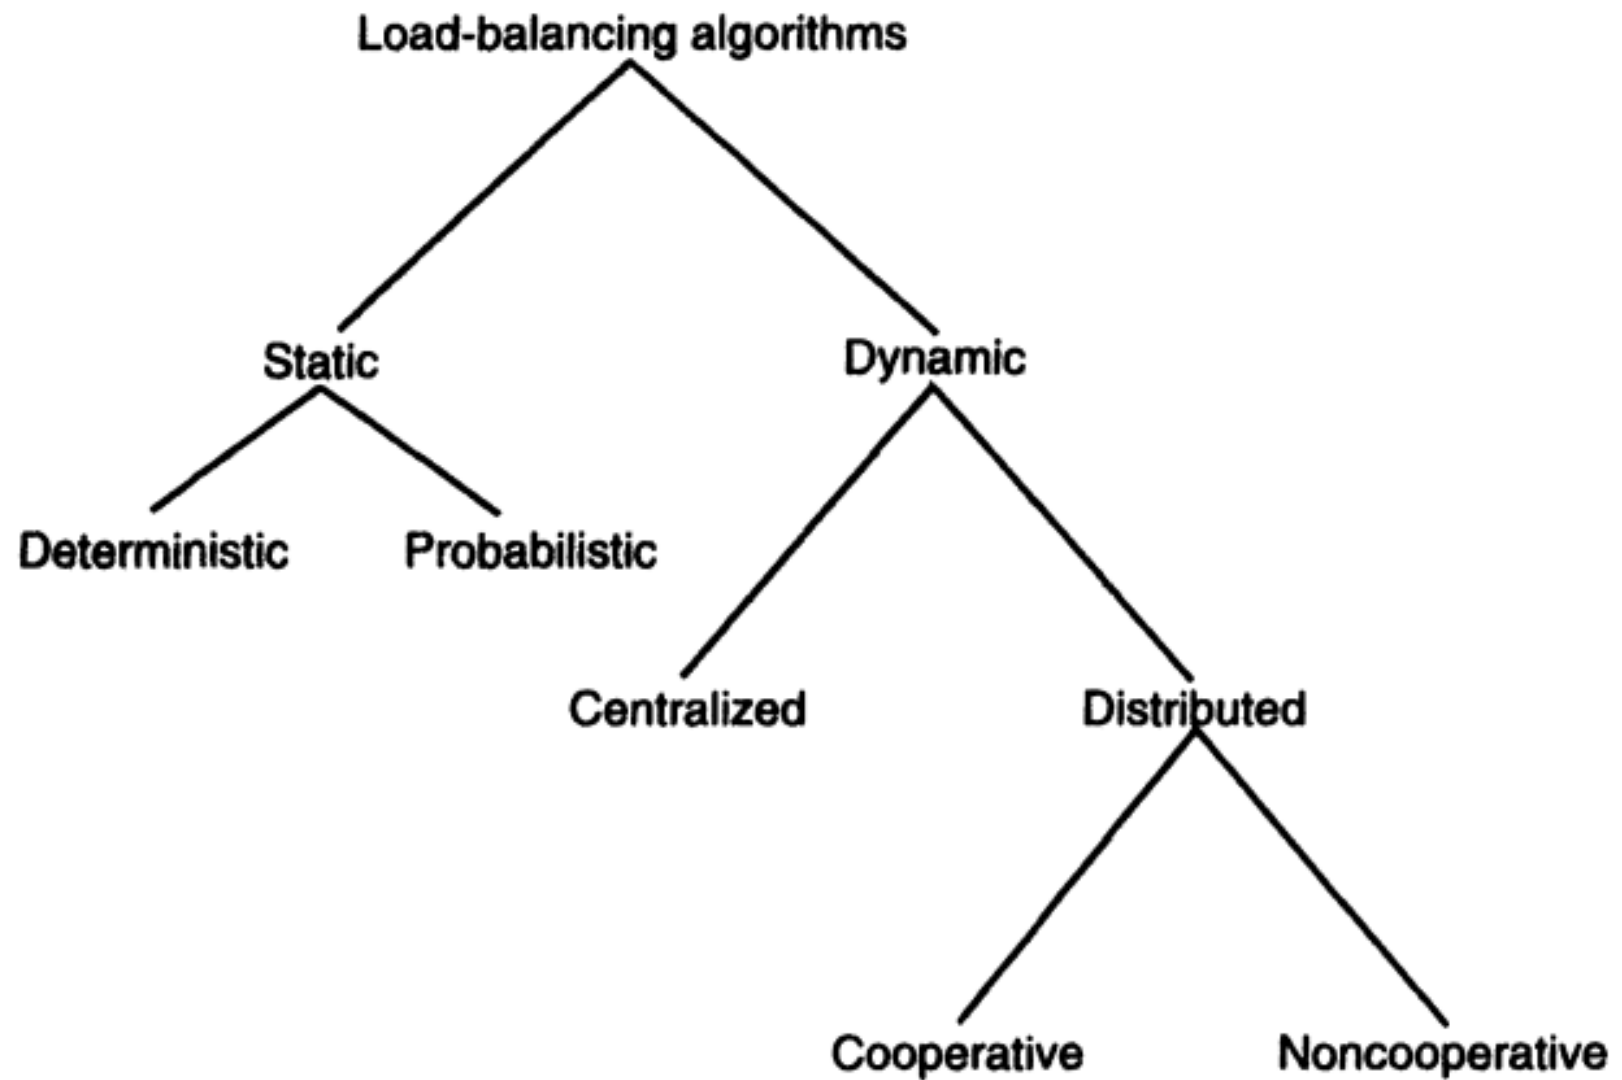 Load-balancing algorithms
Static
Dynamic
Deterministic
Probabilistic
Centralized
Distributed
Cooperative
Noncooperative